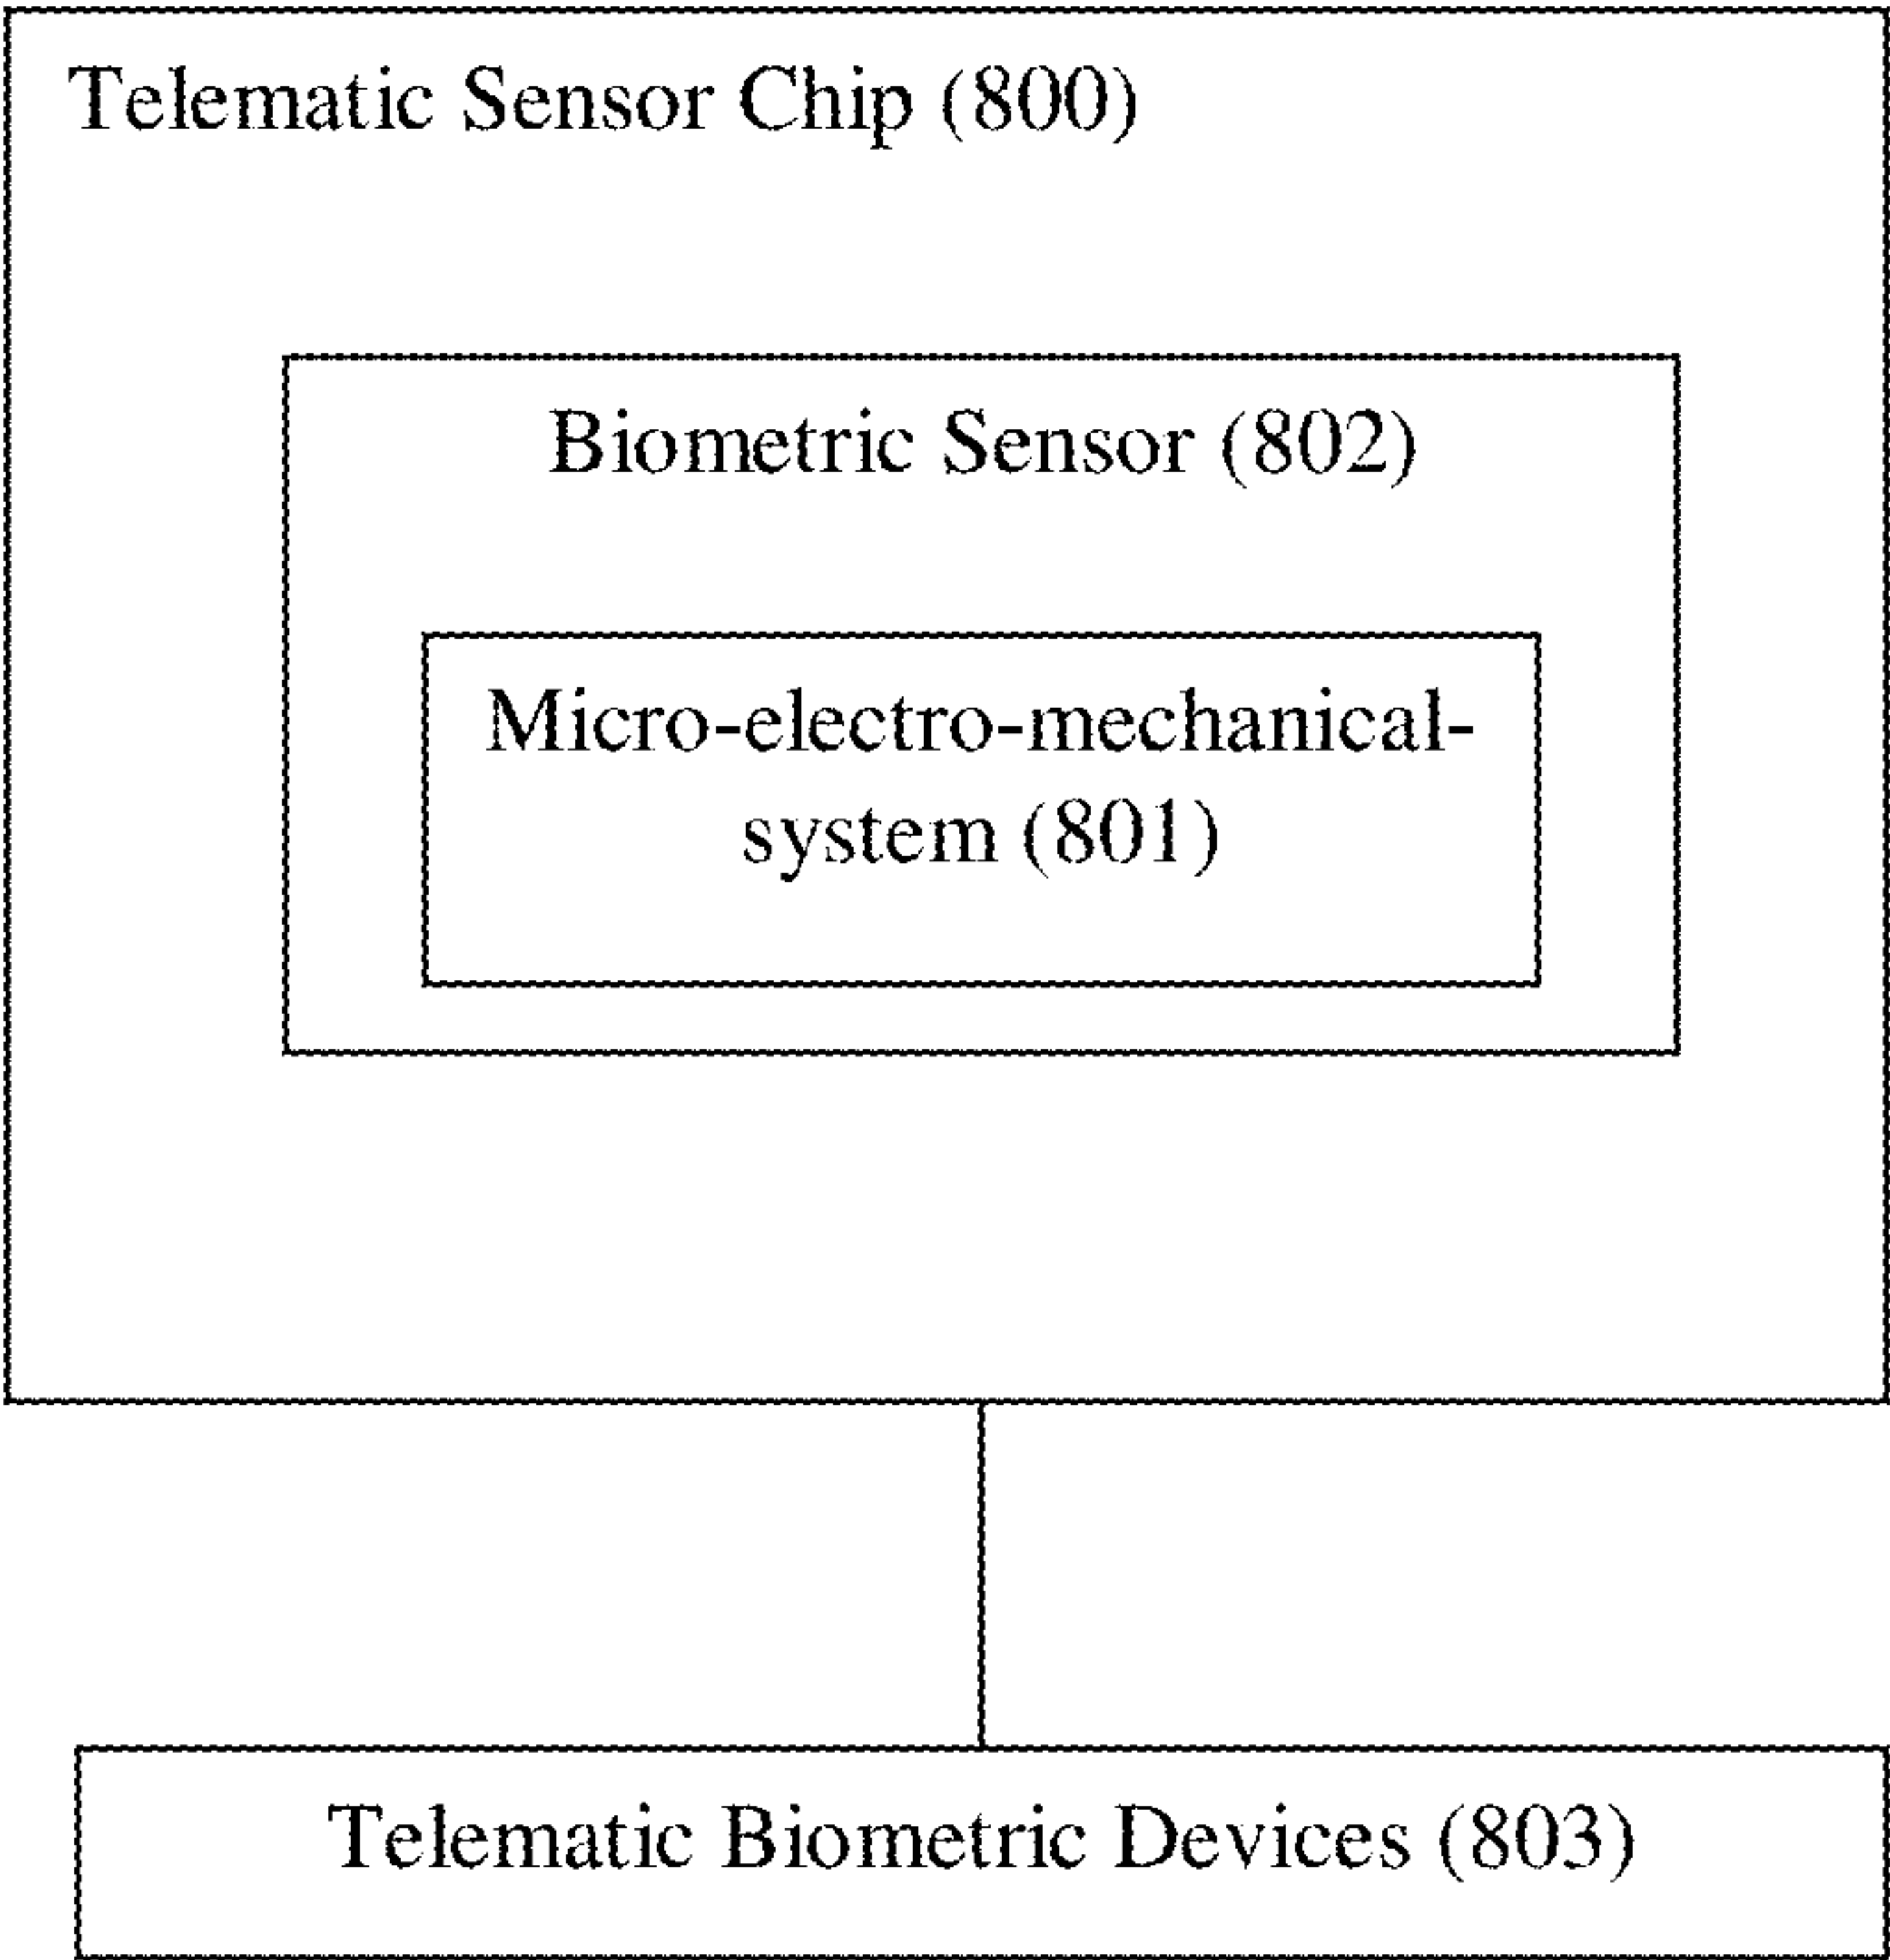 Telematic Sensor Chip (800)
Biometric Sensor (802)
Micro-electro-mechanical-
system (801)
Telematic Biometric Devices (803)